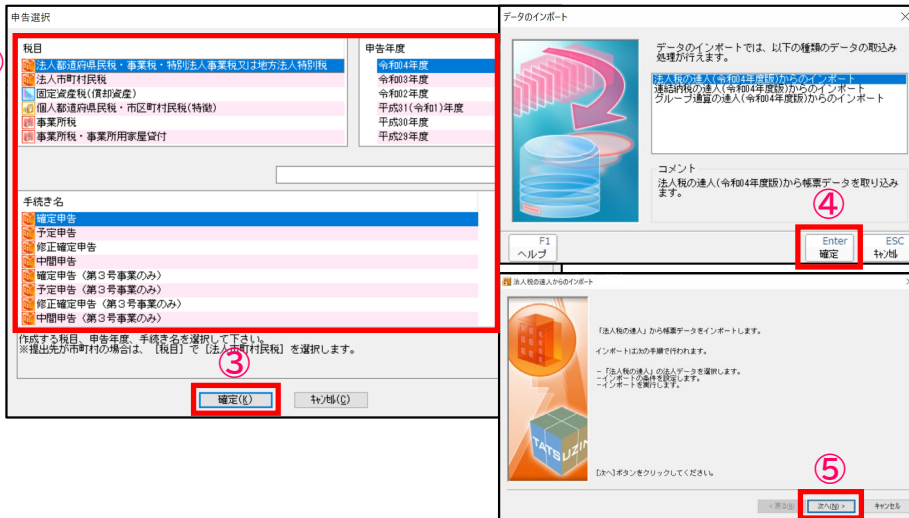 申告選択
税目
法人都道府県民税・事業税・特別法人事業税又は地方法人特別税
法人市町村民税
固定資産税(償却資産)
個人都道府県民税・市区町村民税(特徴)
事業所税
事業所税・事業所用家屋貸付
申告年度
令和04年度
令和03年度
令和02年度
平成31(令和1)年度
平成30年度
平成29年度
手続き名
確定申告
予定申告
修正確定申告
中間申告
確定申告（第３号事業のみ）
予定申告（第３号事業のみ）
修正確定申告（第３号事業のみ）
中間申告（第３号事業のみ）
作成する税目、申告年度、手続き名を選択して下さい。
※提出先が市町村の場合は、［税目］で［法人市町村民税］を選択します。
③
確定(K)
ｷｬﾝｾﾙ(C)
データのインポート
データのインポートでは、以下の種類のデータの取込み
処理が行えます。
法人税の達人(令和04年度版)からのインポート
連結納税の達人(令和04年度版)からのインポート
グループ通算の達人(令和04年度版)からのインポート
コメント
法人税の達人(令和04年度版)から帳票データを取り込み
ます。
④
F1
ヘルプ
Enter
確定
ESC
ｷｬﾝｾﾙ
法人税の達人からのインポート
「法人税の達人」から帳票データをインポートします。
インポートは次の手順で行われます。
－「法人税の達人」の法人データを選択します。
－インポートの条件を設定します。
－インポートを実行します。
TATSUZIN
[次へ]ボタンをクリックしてください。
⑤
< 戻る(B)
次へ(N) >
キャンセル